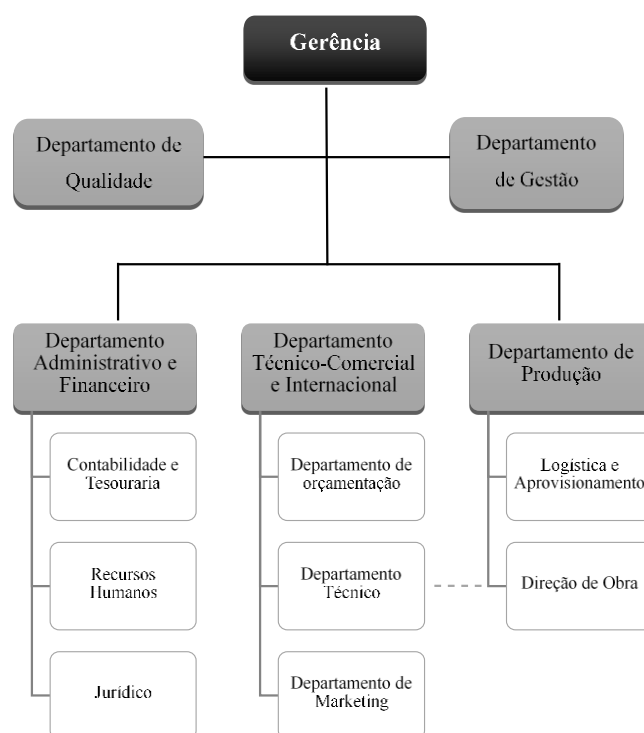 Gerência
Departamento de
Qualidade
Departamento
de Gestão
Departamento
Administrativo e
Financeiro
Contabilidade e
Tesouraria
Recursos
Humanos
Jurídico
Departamento
Técnico-Comercial
e Internacional
Departamento de
orçamentação
Departamento
Técnico
Departamento de
Marketing
Departamento de
Produção
Logística e
Aprovisionamento
Direção de Obra